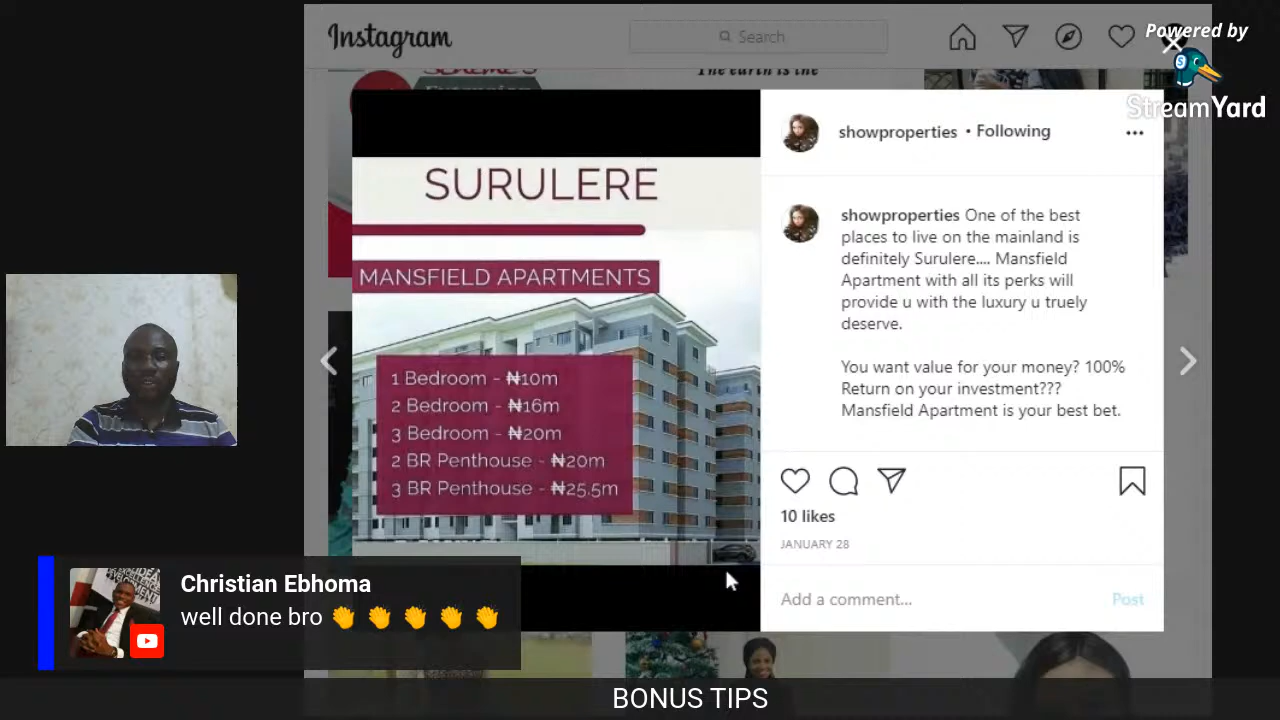 Instagram
Search
Powered by
StreamYard
The earth is the
SURULERE
MANSFIELD APARTMENTS
1 Bedroom - ₦10m
2 Bedroom - ₦16m
3 Bedroom - ₦20m
2 BR Penthouse - ₦20m
3 BR Penthouse - ₦25.5m
showproperties • Following
showproperties One of the best
places to live on the mainland is
definitely Surulere.... Mansfield
Apartment with all its perks will
provide u with the luxury u truely
deserve.
You want value for your money? 100%
Return on your investment???
Mansfield Apartment is your best bet.
10 likes
JANUARY 28
Add a comment... Post
Christian Ebhoma
well done bro 👏 👏 👏 👏 👏
BONUS TIPS